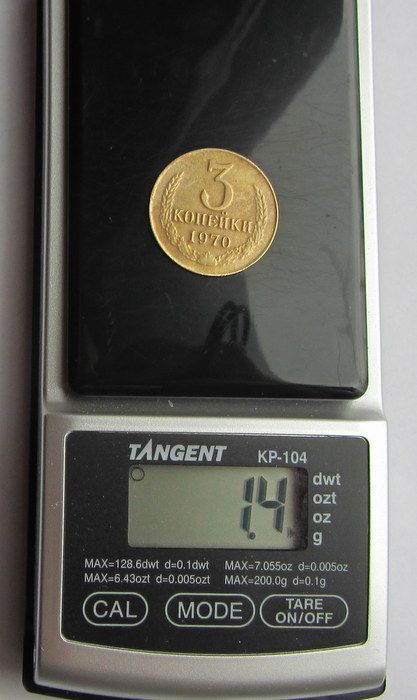 3
КОПЕЙКИ
1970
TANGENT KP-104
1.4
dwt
ozt
oz
g
MAX=128.6dwt d=0.1dwt MAX=7.055oz d=0.005oz
MAX=6.43ozt d=0.005ozt MAX=200.0g d=0.1g
CAL MODE TARE ON/OFF